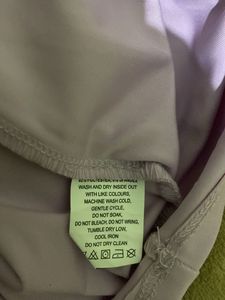 WASH AND DRY INSIDE OUT
WITH LIKE COLOURS,
MACHINE WASH COLD,
GENTLE CYCLE,
DO NOT SOAK,
DO NOT BLEACH, DO NOT WRING,
TUMBLE DRY LOW,
COOL IRON
DO NOT DRY CLEAN